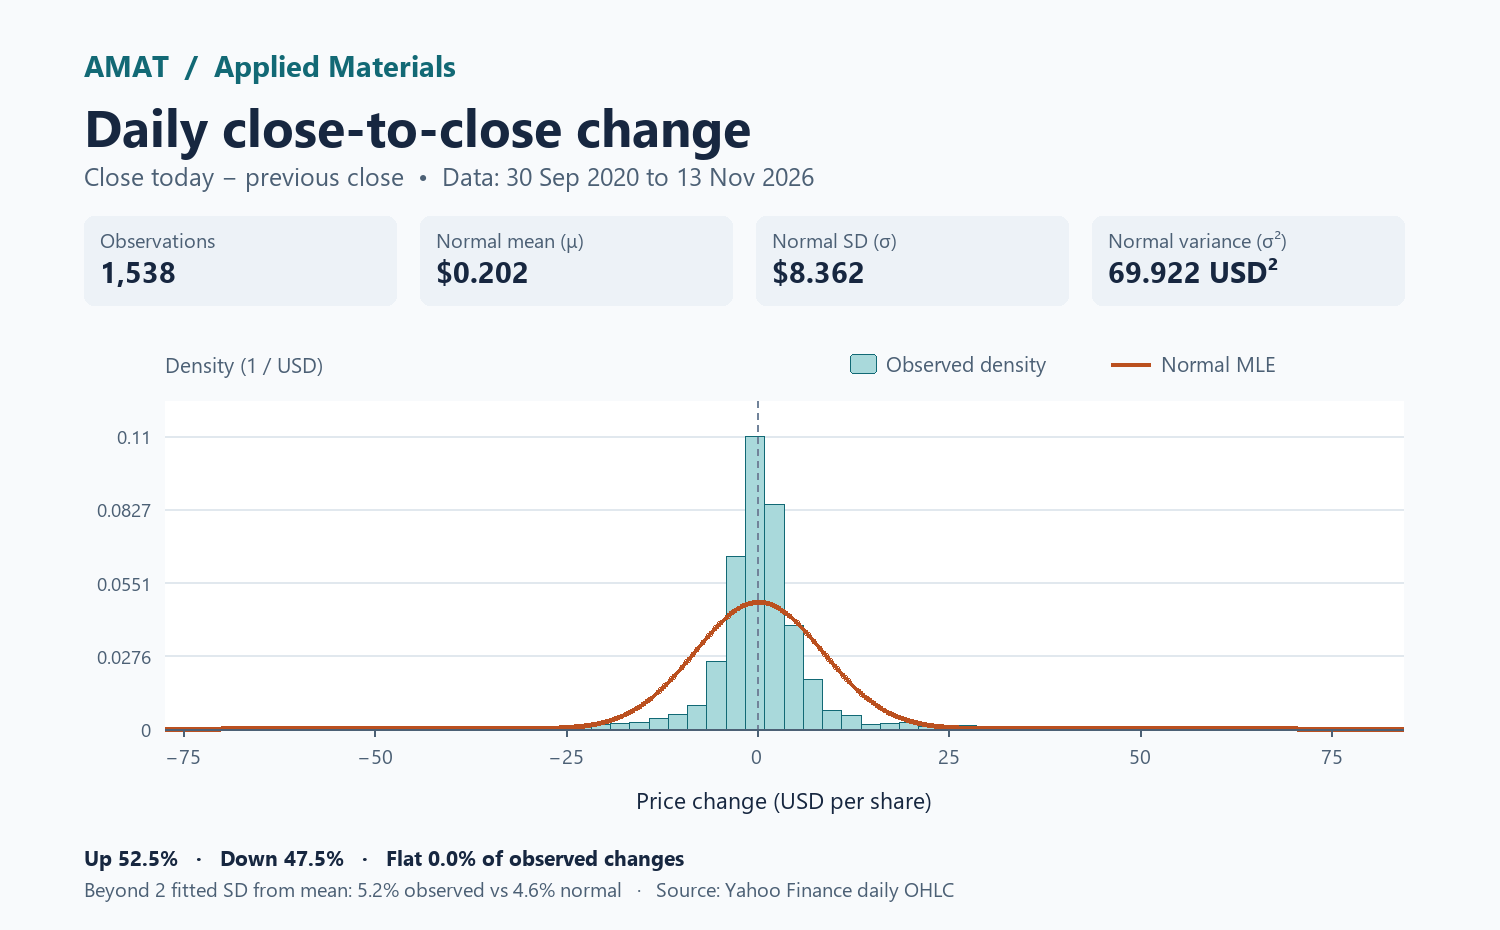 AMAT / Applied Materials
Daily close-to-close change
Close today − previous close • Data: 30 Sep 2020 to 13 Nov 2026
Observations
1,538
Normal mean (μ)
$0.202
Normal SD (σ)
$8.362
Normal variance (σ²)
69.922 USD²
Density (1 / USD)
Observed density
Normal MLE
0.11
0.0827
0.0551
0.0276
0
−75 −50 −25 0 25 50 75
Price change (USD per share)
Up 52.5% · Down 47.5% · Flat 0.0% of observed changes
Beyond 2 fitted SD from mean: 5.2% observed vs 4.6% normal · Source: Yahoo Finance daily OHLC